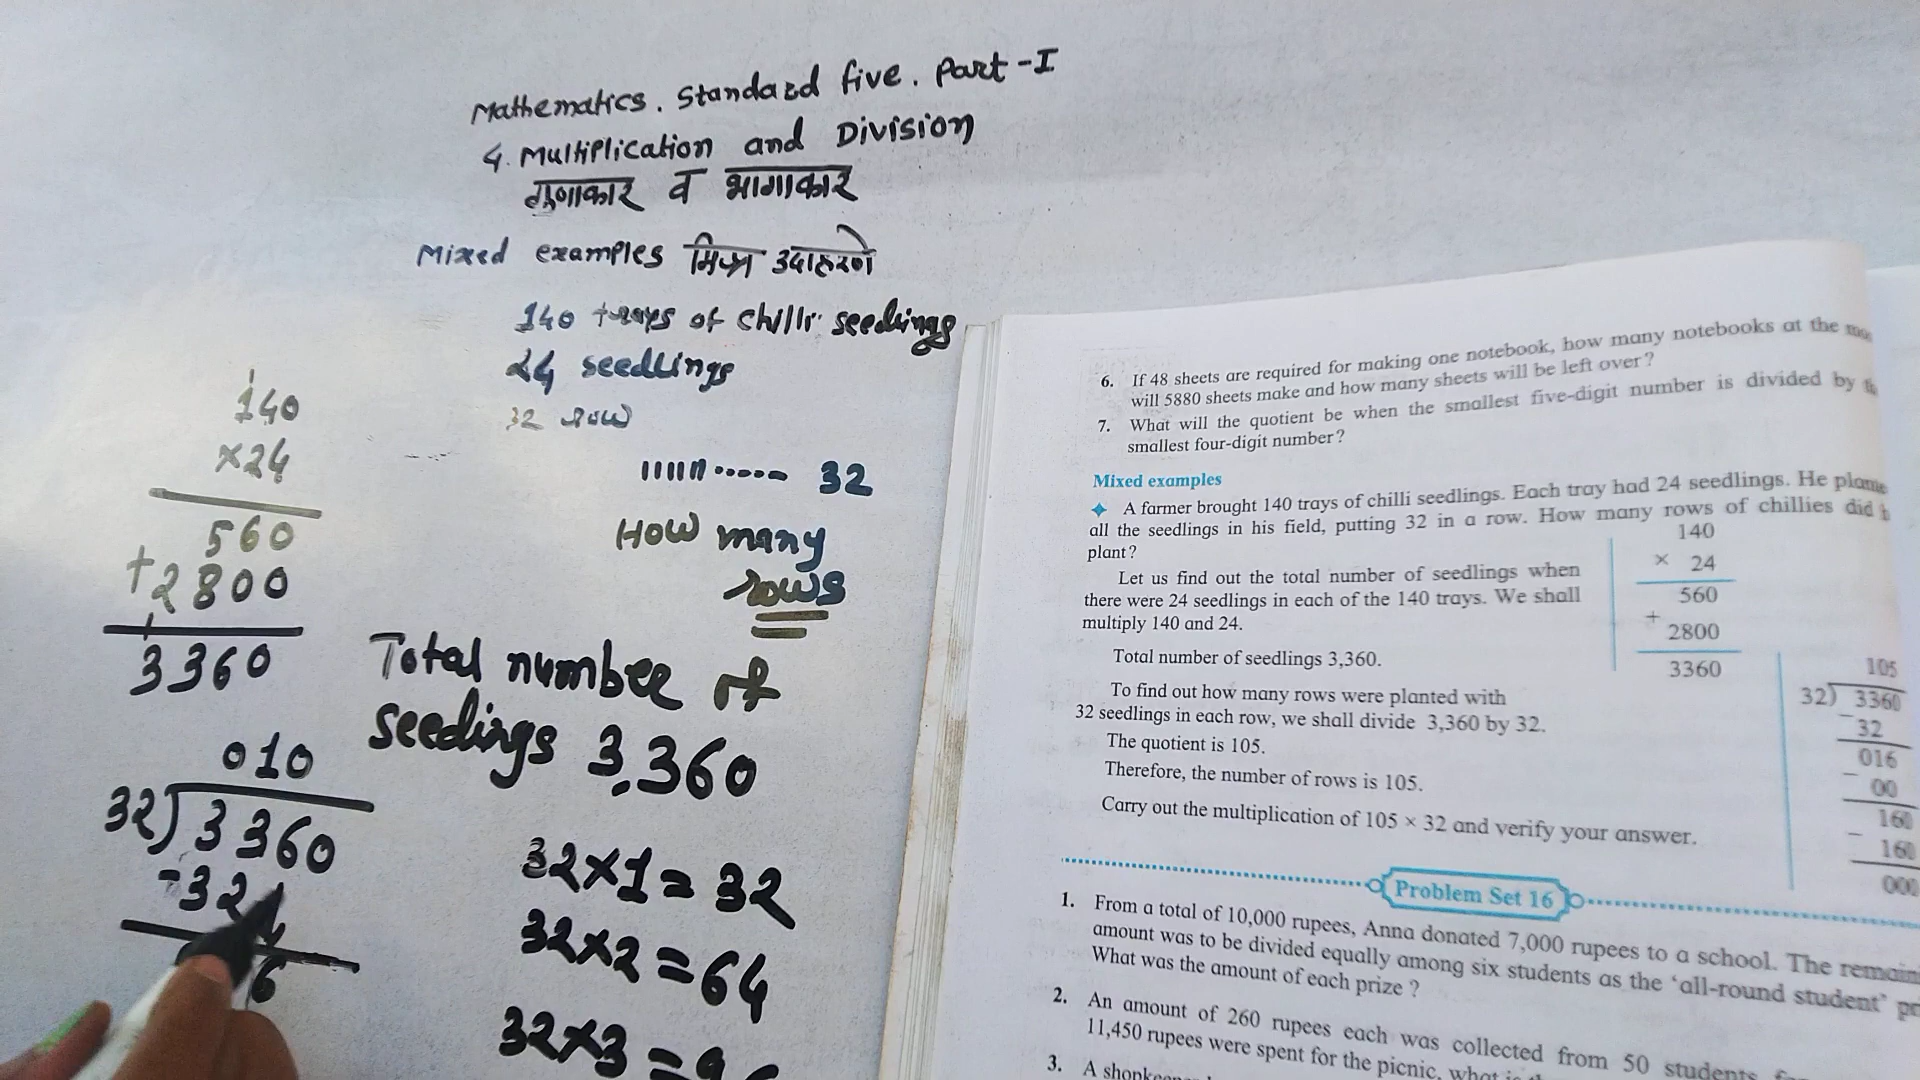 Mathematics. Standard five. Part-I
4. Multiplication and Division
गुणाकार व भागाकार
Mixed examples मिश्र उदाहरणे
140 trays of chilli seedlings
24 seedlings
32 row
32
How many
rows
140
×24
560
+2800
3360
Total number of
seedings 3,360
010
32)3360
-32
6
32×1=32
32×2=64
32×3=
6. If 48 sheets are required for making one notebook, how many notebooks at the
will 5880 sheets make and how many sheets will be left over?
7. What will the quotient be when the smallest five-digit number is divided by
smallest four-digit number?
Mixed examples
A farmer brought 140 trays of chilli seedlings. Each tray had 24 seedlings. He
all the seedlings in his field, putting 32 in a row. How many rows of chillies did
plant?
Let us find out the total number of seedlings when
there were 24 seedlings in each of the 140 trays. We shall
multiply 140 and 24.
Total number of seedlings 3,360.
To find out how many rows were planted with
32 seedlings in each row, we shall divide 3,360 by 32.
The quotient is 105.
Therefore, the number of rows is 105.
Carry out the multiplication of 105 × 32 and verify your answer.
140
× 24
560
+
2800
3360
105
32) 3360
- 32
016
- 00
160
- 160
000
Problem Set 16
1. From a total of 10,000 rupees, Anna donated 7,000 rupees to a school. The
amount was to be divided equally among six students as the 'all-round student'
What was the amount of each prize ?
2. An amount of 260 rupees each was collected from 50 students
11,450 rupees were spent for the picnic, what
3. A